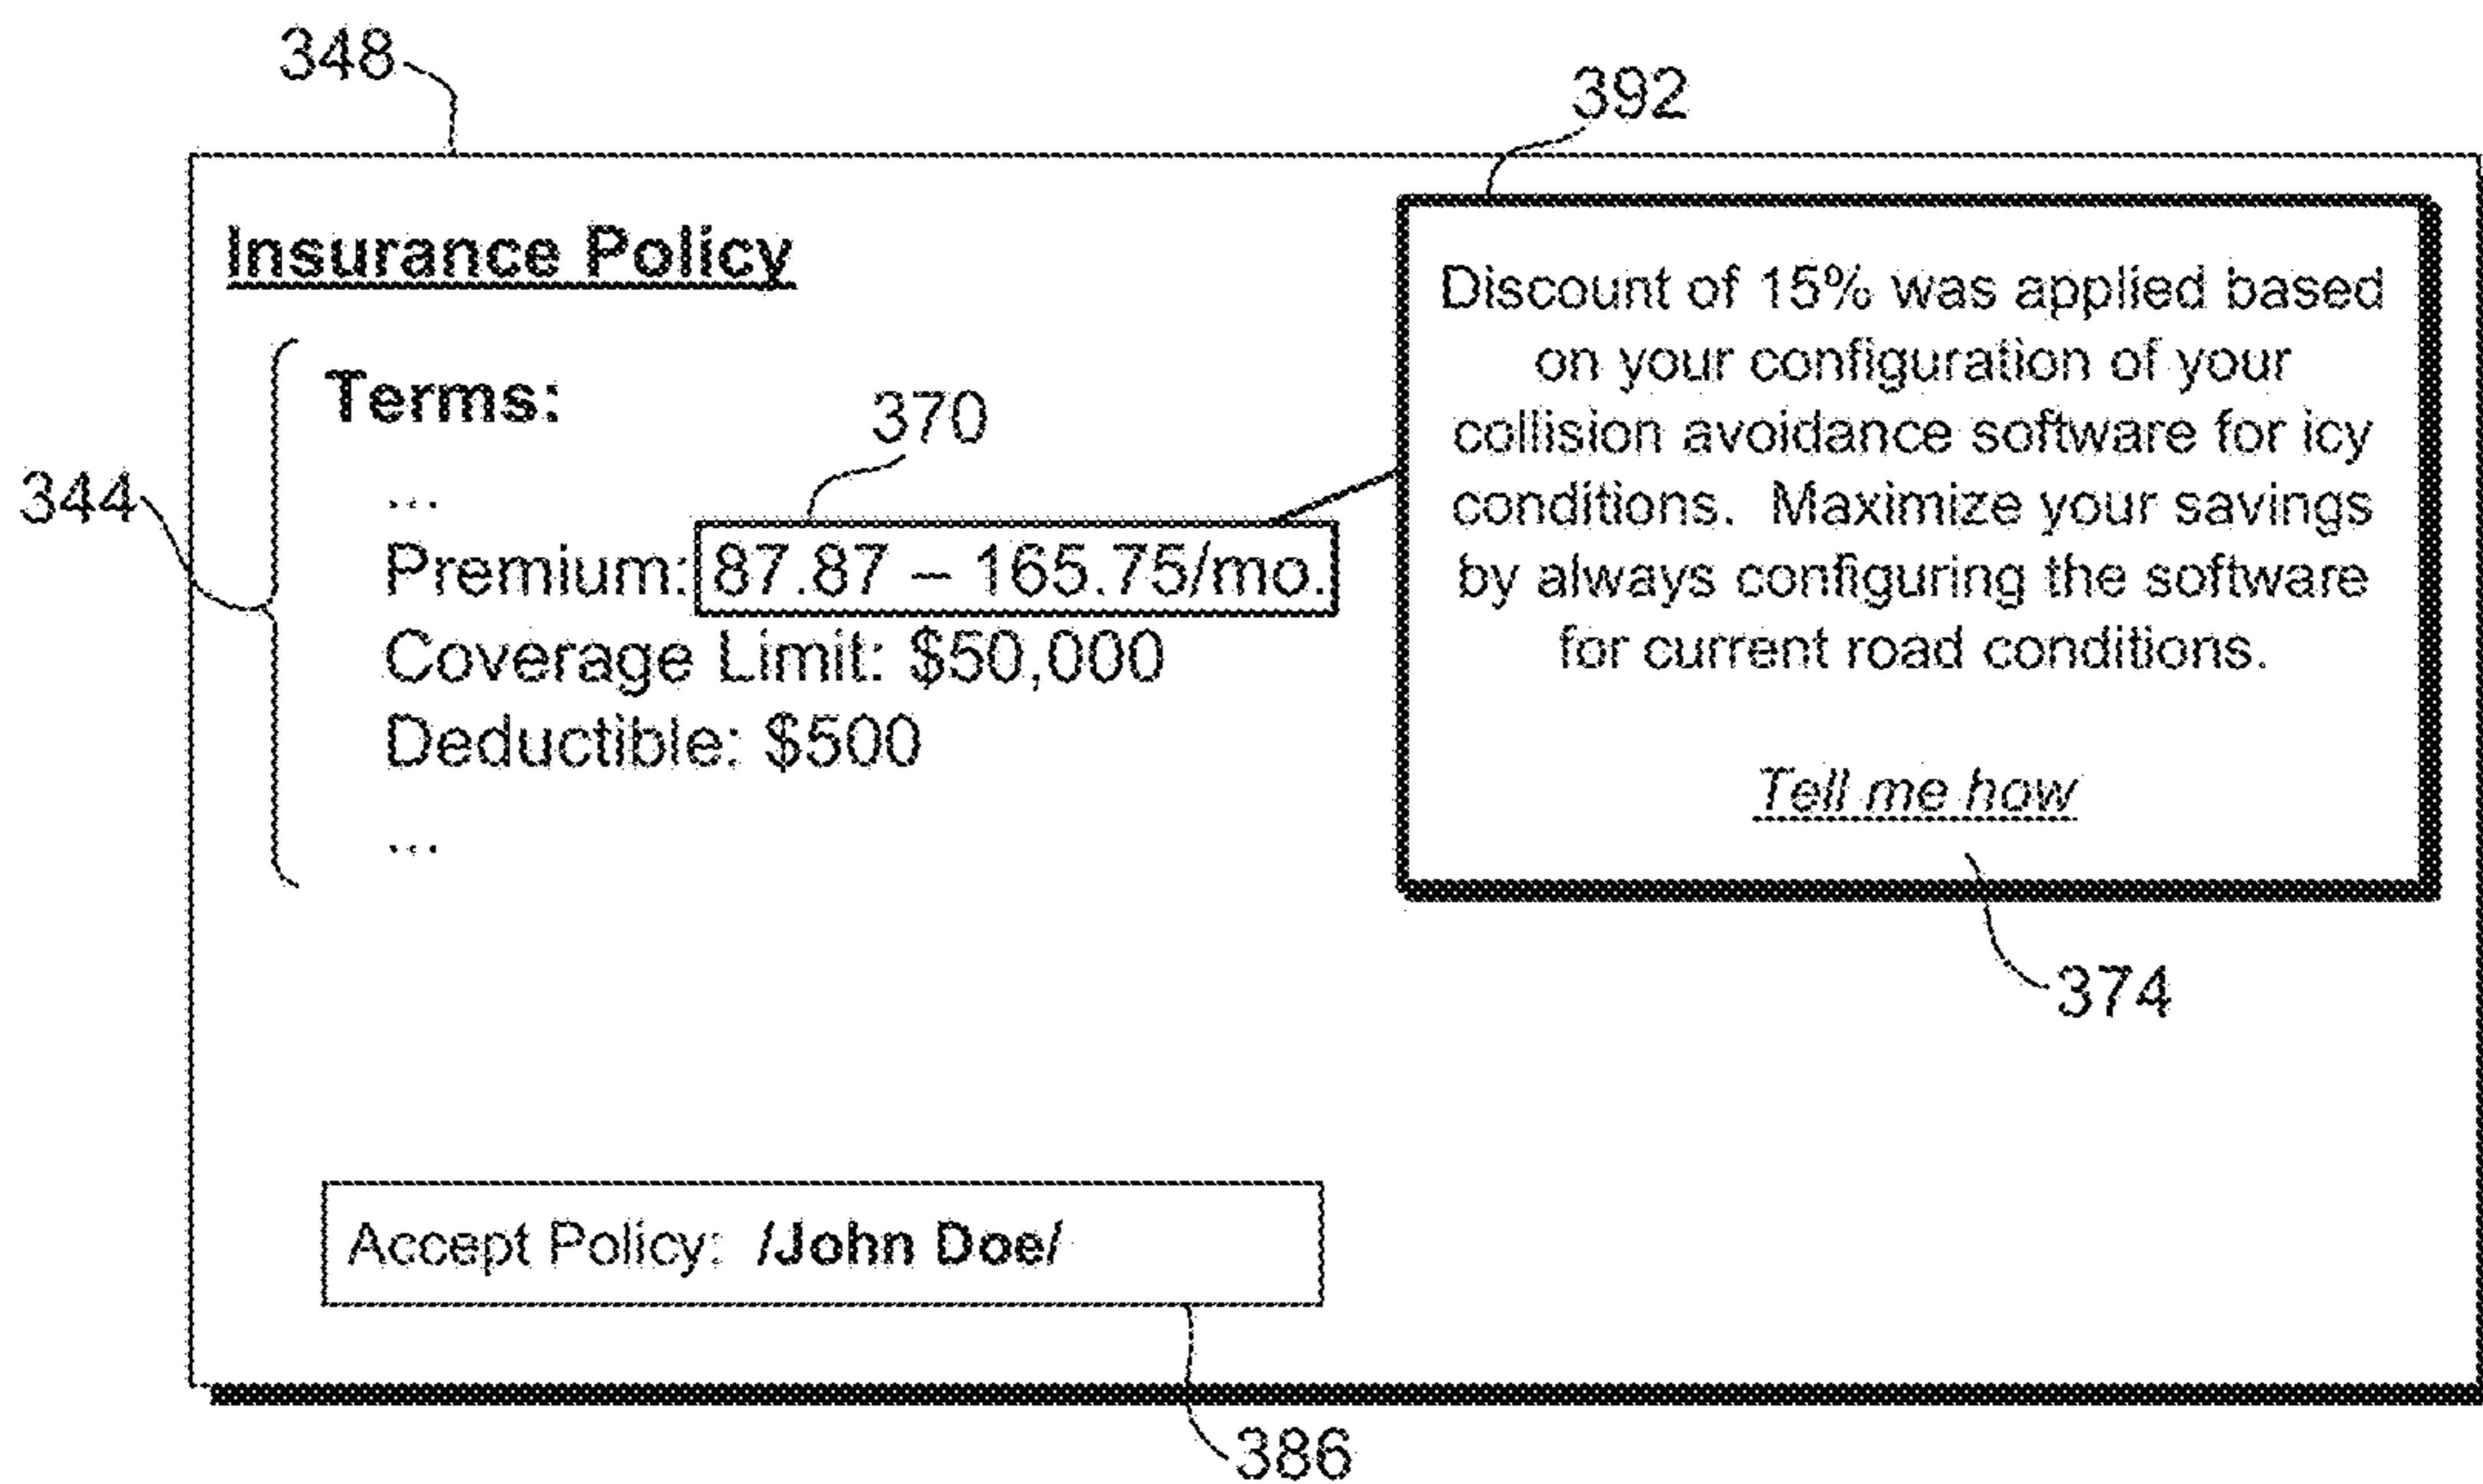 348
392
Insurance Policy
Terms:
370
344
...
Premium: 87.87 – 165.75/mo.
Coverage Limit: $50,000
Deductible: $500
...
Discount of 15% was applied based
on your configuration of your
collision avoidance software for icy
conditions.  Maximize your savings
by always configuring the software
for current road conditions.
Tell me how
374
Accept Policy: /John Doe/
386